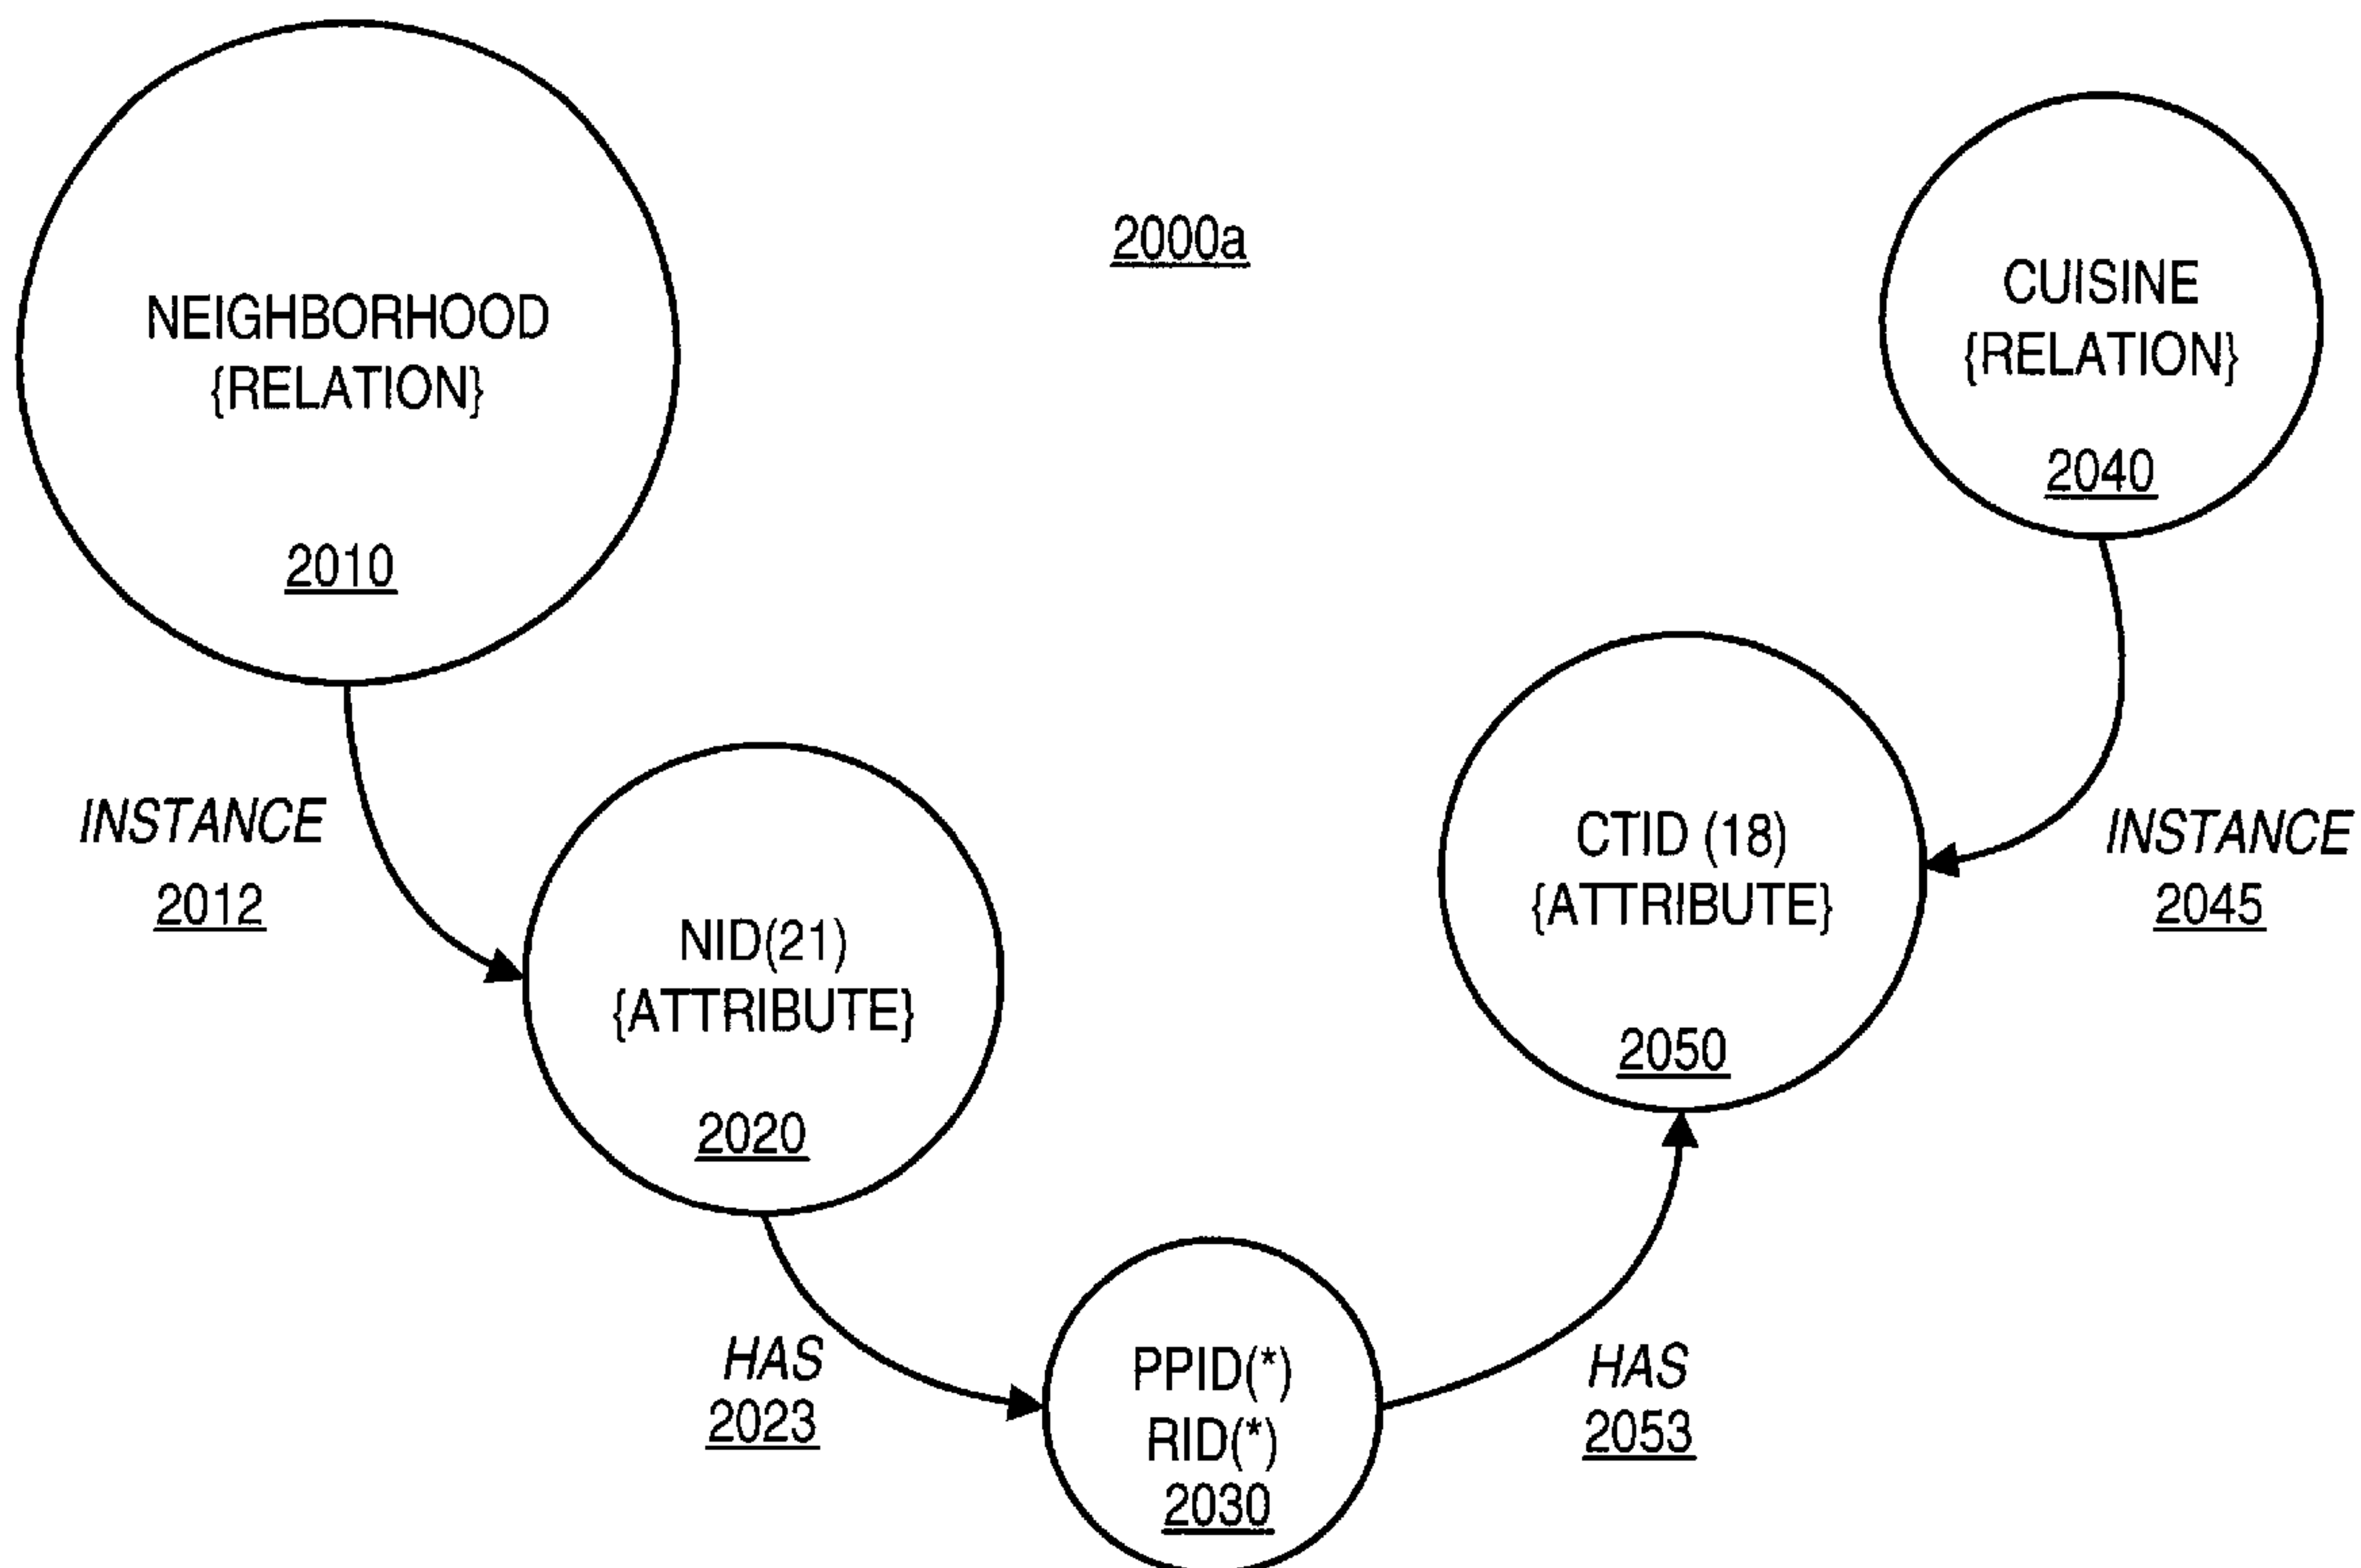 NEIGHBORHOOD
{RELATION}
2010
2000a
CUISINE
{RELATION}
2040
INSTANCE
2012
NID(21)
{ATTRIBUTE}
2020
CTID (18)
{ATTRIBUTE}
2050
INSTANCE
2045
HAS
2023
PPID(*)
RID(*)
2030
HAS
2053